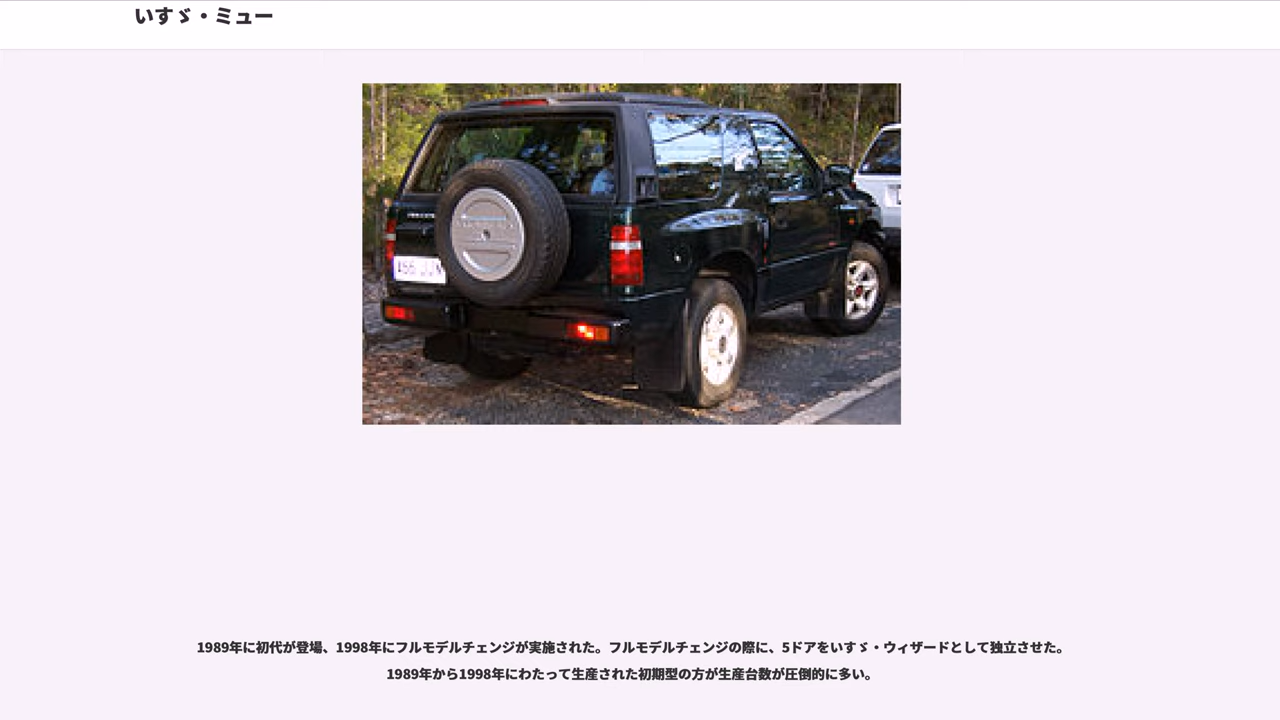 いすゞ・ミュー
1989年に初代が登場、1998年にフルモデルチェンジが実施された。フルモデルチェンジの際に、5ドアをいすゞ・ウィザードとして独立させた。
1989年から1998年にわたって生産された初期型の方が生産台数が圧倒的に多い。